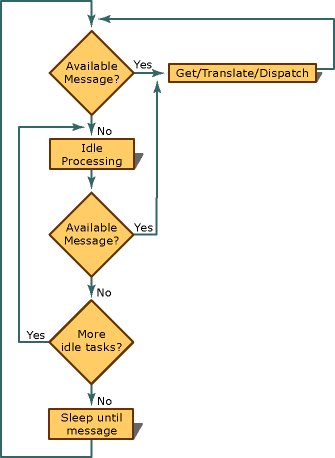 Available
Message?
Yes
Get/Translate/Dispatch
No
Idle
Processing
Available
Message?
Yes
No
More
idle tasks?
Yes
No
Sleep until
message